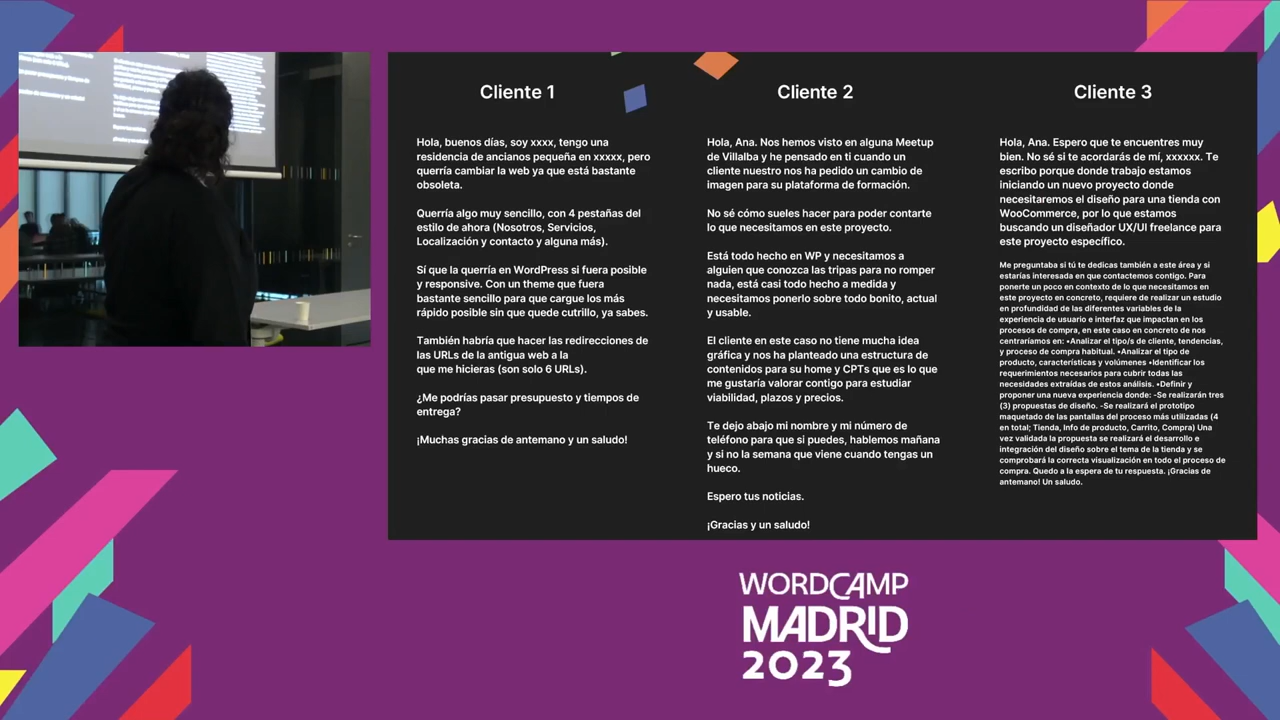 Cliente 1
Hola, buenos días, soy xxxx, tengo una
residencia de ancianos pequeña en xxxxx, pero
querría cambiar la web ya que está bastante
obsoleta.
Querría algo muy sencillo, con 4 pestañas del
estilo de ahora (Nosotros, Servicios,
Localización y contacto y alguna más).
Sí que la querría en WordPress si fuera posible
y responsive. Con un theme que fuera
bastante sencillo para que cargue los más
rápido posible sin que quede cutrillo, ya sabes.
También habría que hacer las redirecciones de
las URLs de la antigua web a la
que me hicieras (son solo 6 URLs).
¿Me podrías pasar presupuesto y tiempos de
entrega?
¡Muchas gracias de antemano y un saludo!
Cliente 2
Hola, Ana. Nos hemos visto en alguna Meetup
de Villalba y he pensado en ti cuando un
cliente nuestro nos ha pedido un cambio de
imagen para su plataforma de formación.
No sé cómo sueles hacer para poder contarte
lo que necesitamos en este proyecto.
Está todo hecho en WP y necesitamos a
alguien que conozca las tripas para no romper
nada, está casi todo hecho a medida y
necesitamos ponerlo sobre todo bonito, actual
y usable.
El cliente en este caso no tiene mucha idea
gráfica y nos ha planteado una estructura de
contenidos para su home y CPTs que es lo que
me gustaría valorar contigo para estudiar
viabilidad, plazos y precios.
Te dejo abajo mi nombre y mi número de
teléfono para que si puedes, hablemos mañana
y si no la semana que viene cuando tengas un
hueco.
Espero tus noticias.
¡Gracias y un saludo!
Cliente 3
Hola, Ana. Espero que te encuentres muy
bien. No sé si te acordarás de mí, xxxxxx. Te
escribo porque donde trabajo estamos
iniciando un nuevo proyecto donde
necesitaremos el diseño para una tienda con
WooCommerce, por lo que estamos
buscando un diseñador UX/UI freelance para
este proyecto específico.
Me preguntaba si tú te dedicas también a este área y si
estarías interesada en que contactemos contigo. Para
ponerte un poco en contexto de lo que necesitamos en
este proyecto en concreto, requiere de realizar un estudio
en profundidad de las diferentes variables de la
experiencia de usuario e interfaz que impactan en los
procesos de compra, en este caso en concreto de nos
centraríamos en: •Analizar el tipo/s de cliente, tendencias,
y proceso de compra habitual. •Analizar el tipo de
producto, características y volúmenes •Identificar los
requerimientos necesarios para cubrir todas las
necesidades extraídas de estos análisis. •Definir y
proponer una nueva experiencia donde: -Se realizarán tres
(3) propuestas de diseño. -Se realizará el prototipo
maquetado de las pantallas del proceso más utilizadas (4
en total; Tienda, Info de producto, Carrito, Compra) Una
vez validada la propuesta se realizará el desarrollo e
integración del diseño sobre el tema de la tienda y se
comprobará la correcta visualización en todo el proceso de
compra. Quedo a la espera de tu respuesta. ¡Gracias de
antemano! Un saludo.
WORDCAMP
MADRID
2023